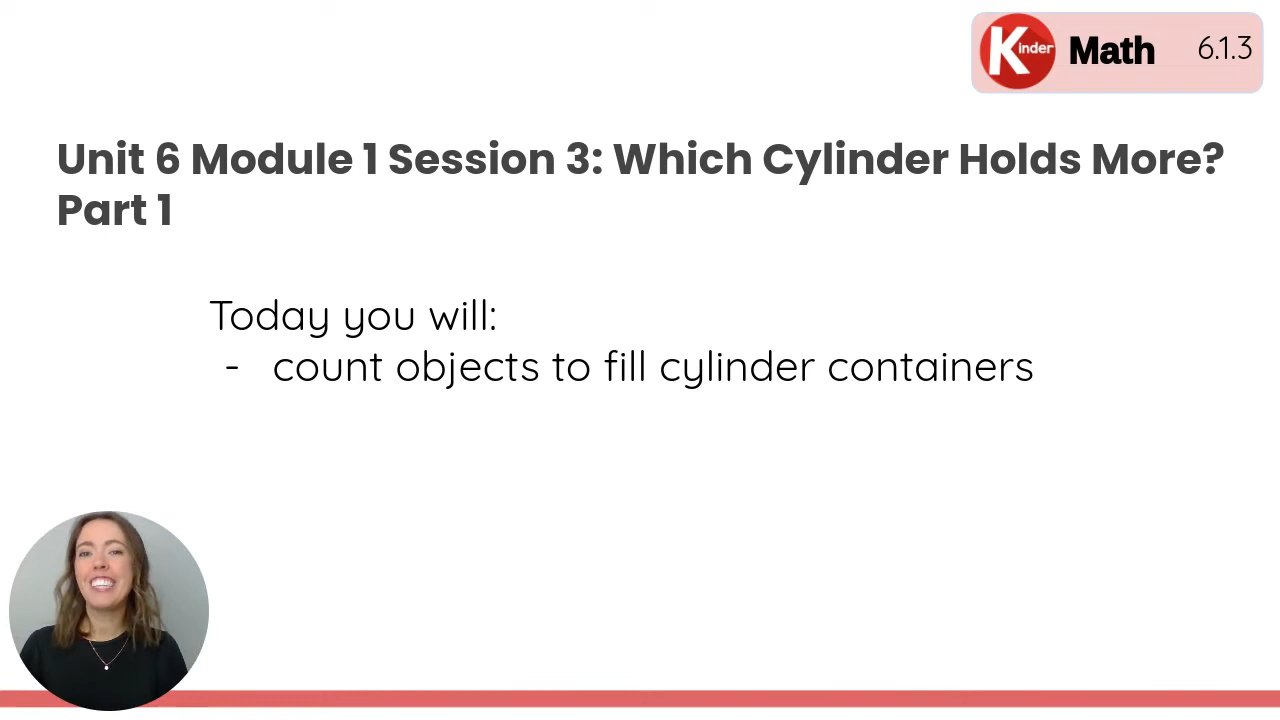 Kinder Math 6.1.3
Unit 6 Module 1 Session 3: Which Cylinder Holds More?
Part 1
Today you will:
- count objects to fill cylinder containers